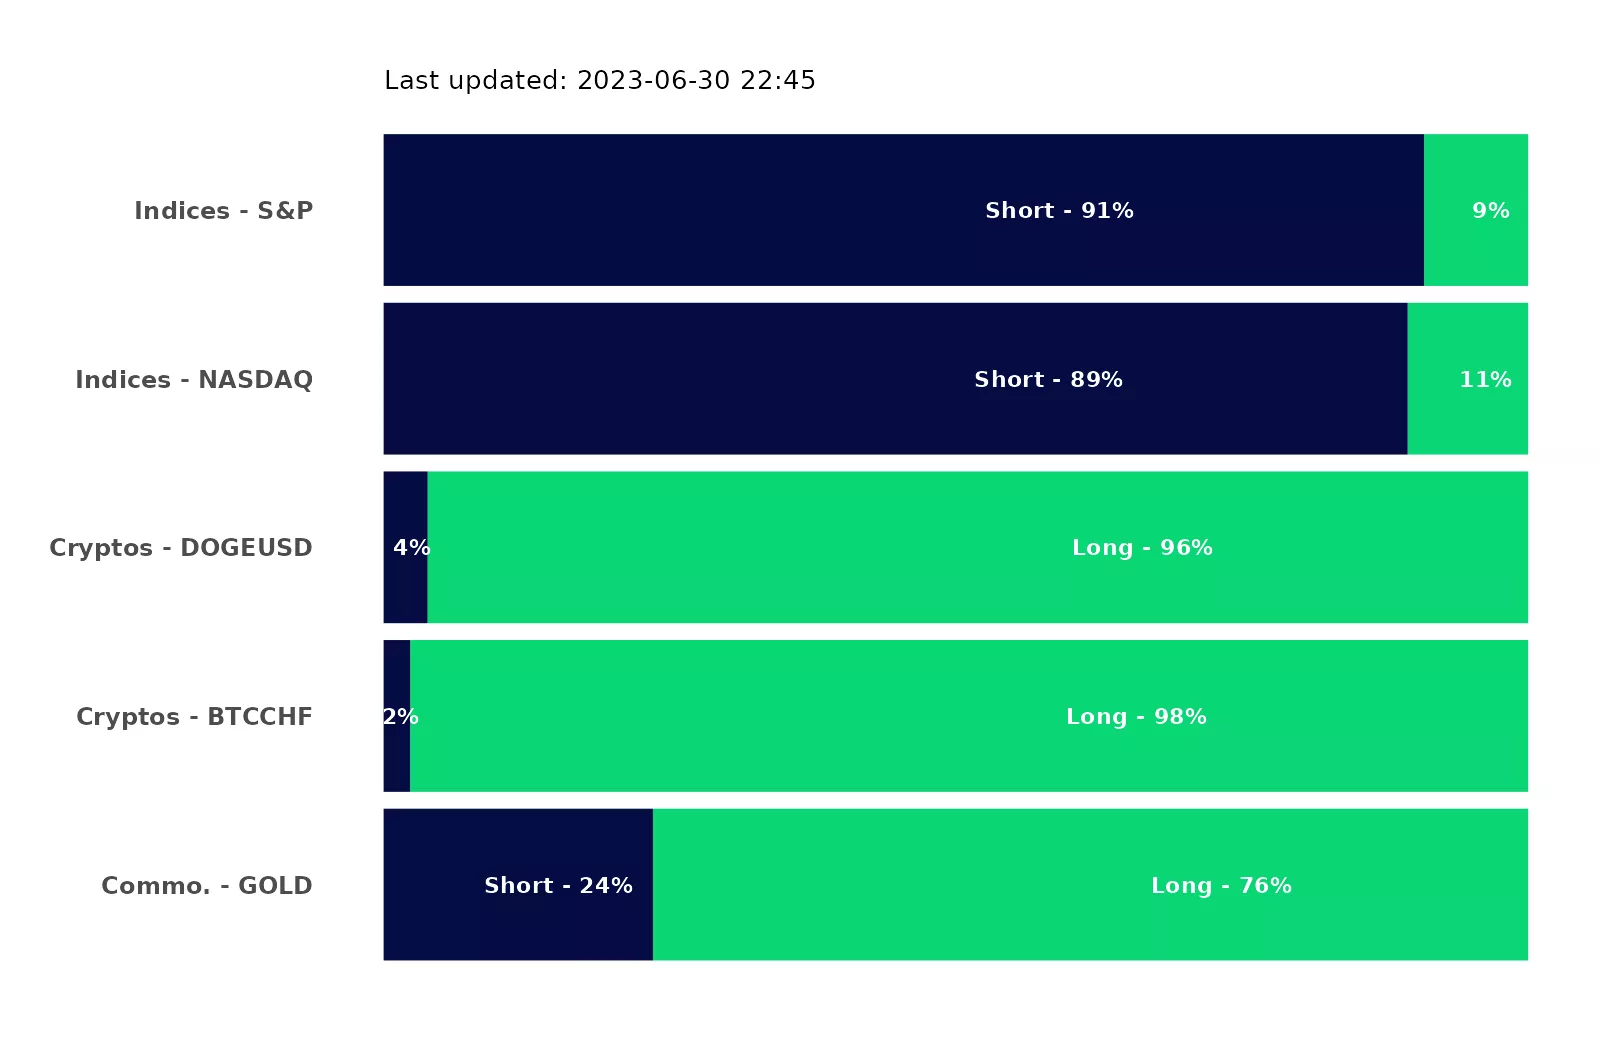 Last updated: 2023-06-30 22:45
Indices - S&P
Short - 91%
9%
Indices - NASDAQ
Short - 89%
11%
Cryptos - DOGEUSD
4%
Long - 96%
Cryptos - BTCCHF
2%
Long - 98%
Commo. - GOLD
Short - 24%
Long - 76%